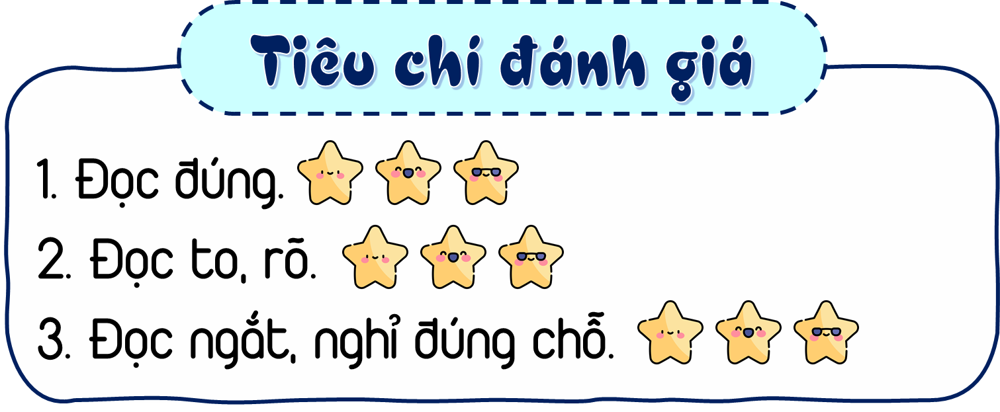 Tiêu chí đánh giá
1. Đọc đúng.
2. Đọc to, rõ.
3. Đọc ngắt, nghỉ đúng chỗ.